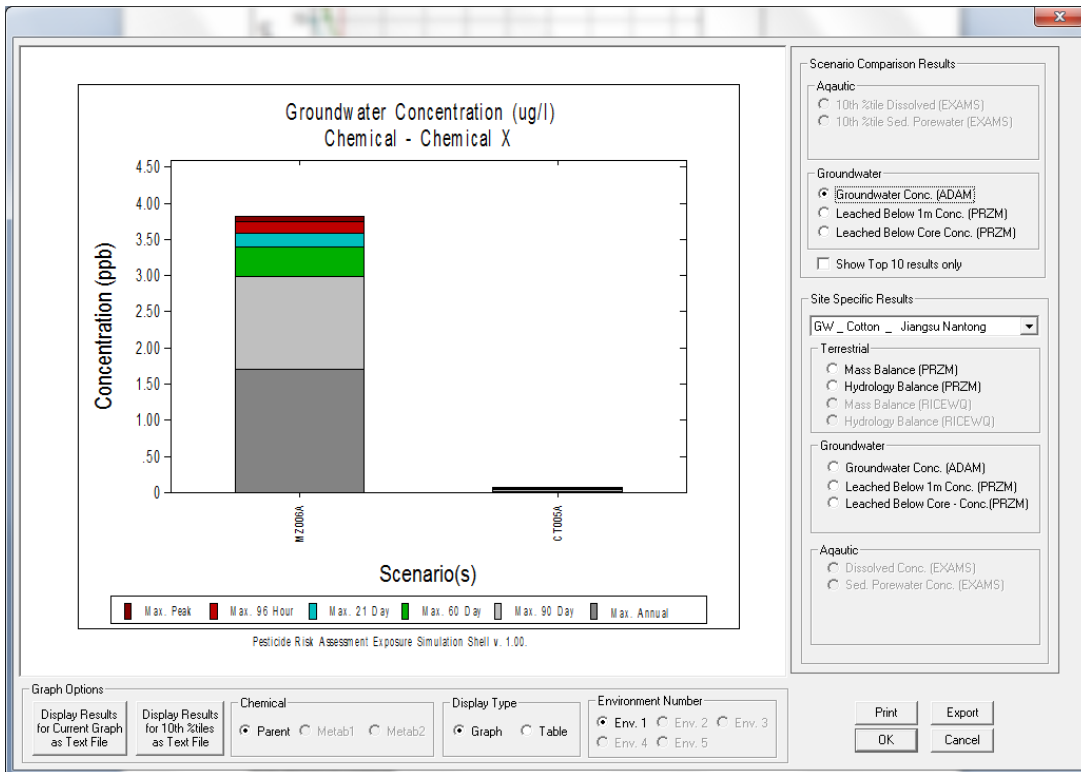 x
Groundwater Concentration (ug/l)
Chemical - Chemical X
4.50
4.00
3.50
3.00
2.50
2.00
1.50
1.00
.50
0
Concentration (ppb)
MZ006A
CT005A
Scenario(s)
Max. Peak Max. 96 Hour Max. 21 Day Max. 60 Day Max. 90 Day Max. Annual
Pesticide Risk Assessment Exposure Simulation Shell v. 1.00.
Scenario Comparison Results
Aqautic
10th %tile Dissolved (EXAMS)
10th %tile Sed. Porewater (EXAMS)
Groundwater
Groundwater Conc. (ADAM
Leached Below 1m Conc. (PRZM)
Leached Below Core Conc. (PRZM)
Show Top 10 results only
Site Specific Results
GW _ Cotton _ Jiangsu Nantong
Terrestrial
Mass Balance (PRZM)
Hydrology Balance (PRZM)
Mass Balance (RICEWQ)
Hydrology Balance (RICEWQ)
Groundwater
Groundwater Conc. (ADAM)
Leached Below 1m Conc. (PRZM)
Leached Below Core - Conc.(PRZM)
Aqautic
Dissolved Conc. (EXAMS)
Sed. Porewater Conc. (EXAMS)
Graph Options
Display Results
for Current Graph
as Text File
Display Results
for 10th %tiles
as Text File
Chemical
Parent Metab1 Metab2
Display Type
Graph Table
Environment Number
Env. 1 Env. 2 Env. 3
Env. 4 Env. 5
Print Export
OK Cancel